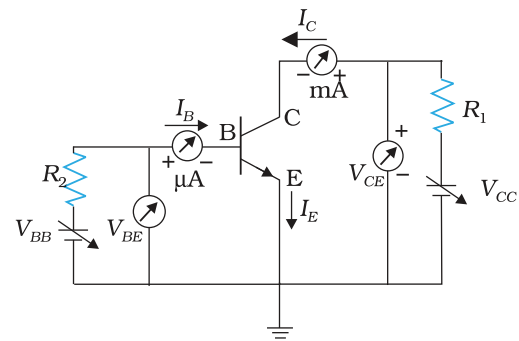 I_C
− +
mA
I_B
B
C
+ −
µA
R_1
R_2
+
V_CE
−
E
V_CC
V_BB
V_BE
I_E